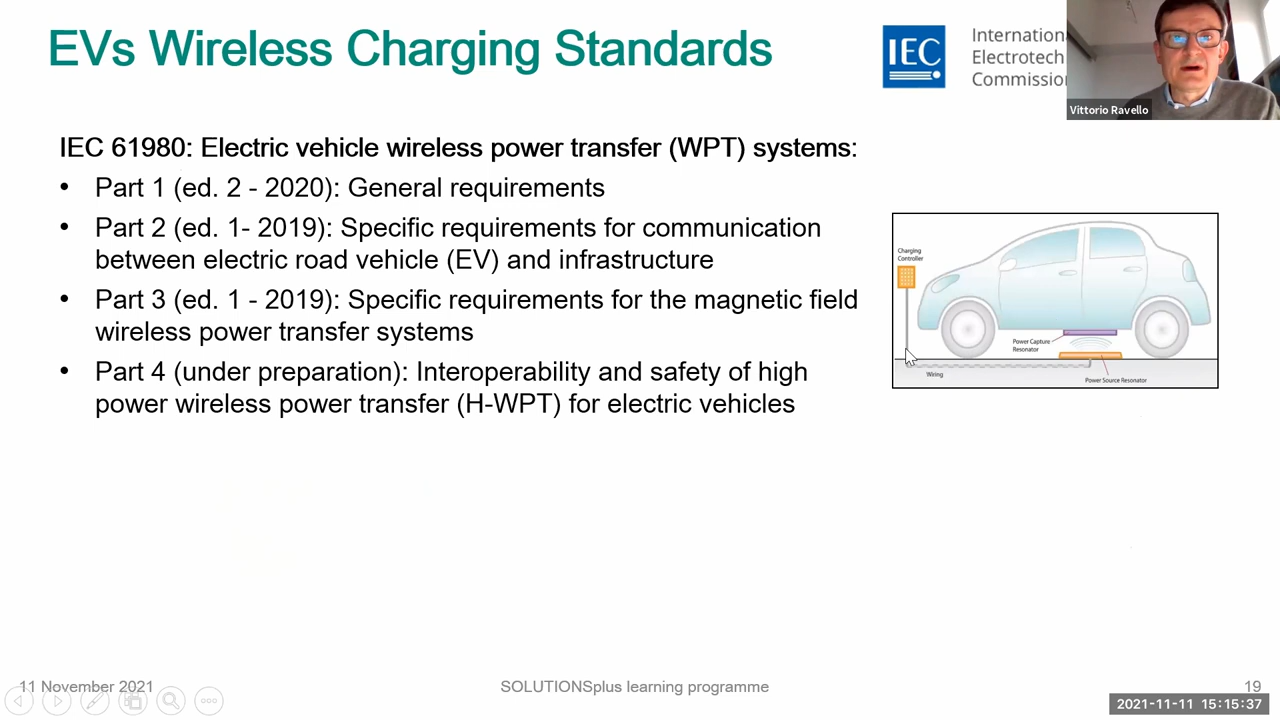 EVs Wireless Charging Standards
IEC
Internation
Electrotech
Commissio
Vittorio Ravello
IEC 61980: Electric vehicle wireless power transfer (WPT) systems:
• Part 1 (ed. 2 - 2020): General requirements
• Part 2 (ed. 1- 2019): Specific requirements for communication
between electric road vehicle (EV) and infrastructure
• Part 3 (ed. 1 - 2019): Specific requirements for the magnetic field
wireless power transfer systems
• Part 4 (under preparation): Interoperability and safety of high
power wireless power transfer (H-WPT) for electric vehicles
Charging
Controller
Power Capture
Resonator
Wiring
Power Source Resonator
11 November 2021
SOLUTIONSplus learning programme
19
2021-11-11 15:15:37